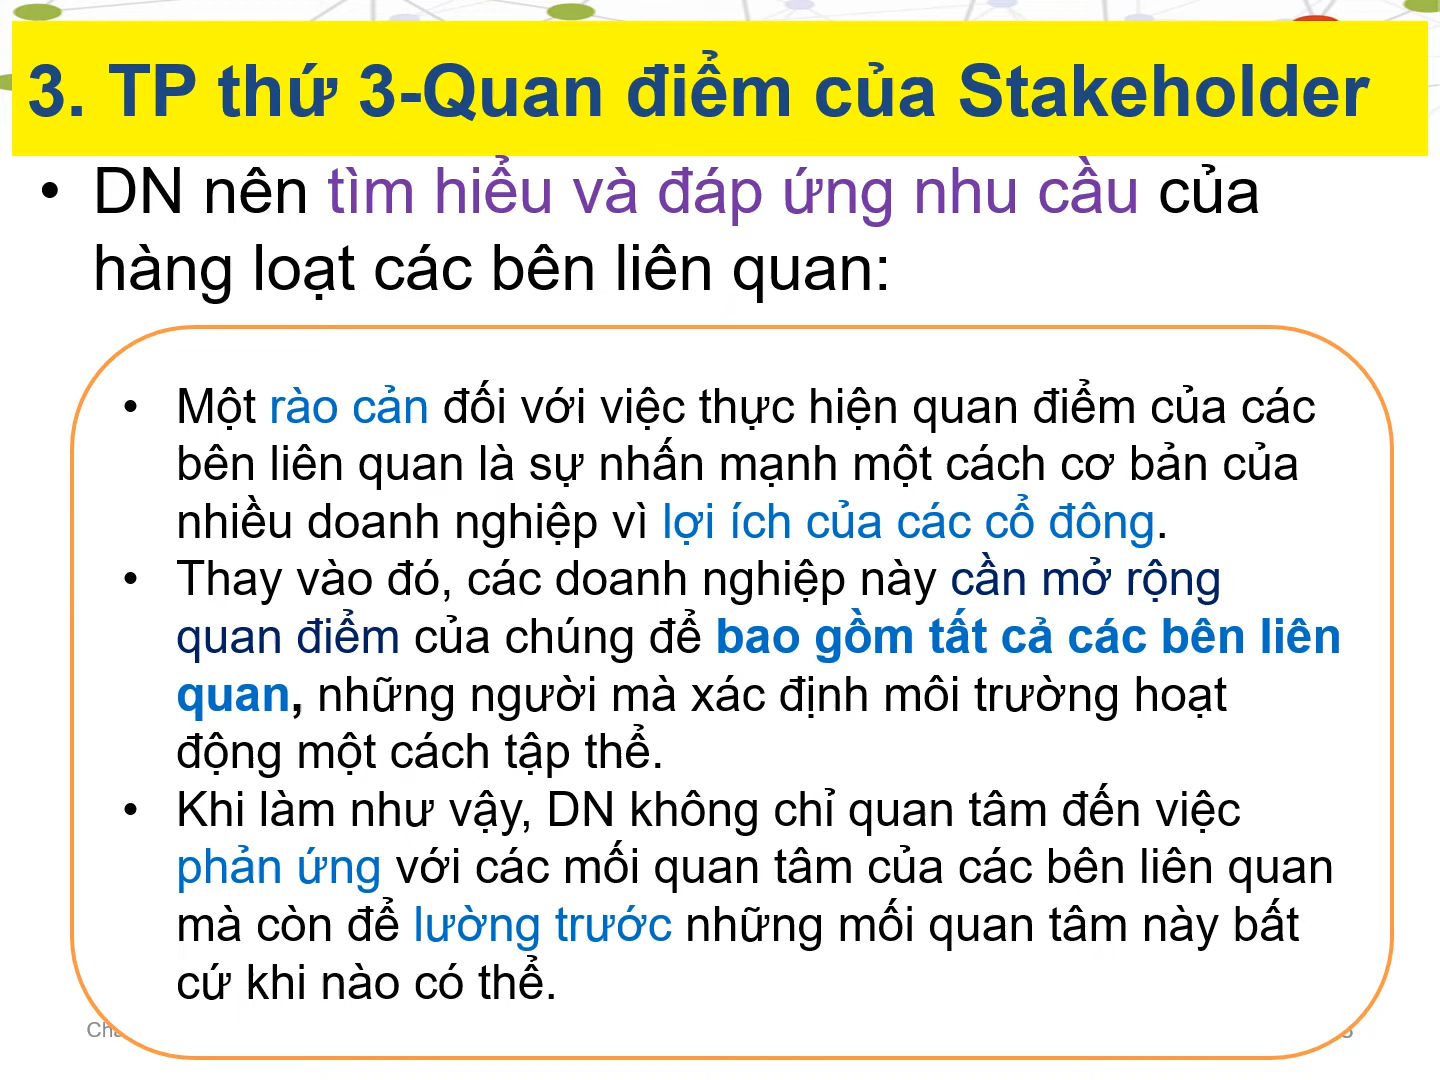 3. TP thứ 3-Quan điểm của Stakeholder
• DN nên tìm hiểu và đáp ứng nhu cầu của
hàng loạt các bên liên quan:
• Một rào cản đối với việc thực hiện quan điểm của các
bên liên quan là sự nhấn mạnh một cách cơ bản của
nhiều doanh nghiệp vì lợi ích của các cổ đông.
• Thay vào đó, các doanh nghiệp này cần mở rộng
quan điểm của chúng để bao gồm tất cả các bên liên
quan, những người mà xác định môi trường hoạt
động một cách tập thể.
• Khi làm như vậy, DN không chỉ quan tâm đến việc
phản ứng với các mối quan tâm của các bên liên quan
mà còn để lường trước những mối quan tâm này bất
cứ khi nào có thể.